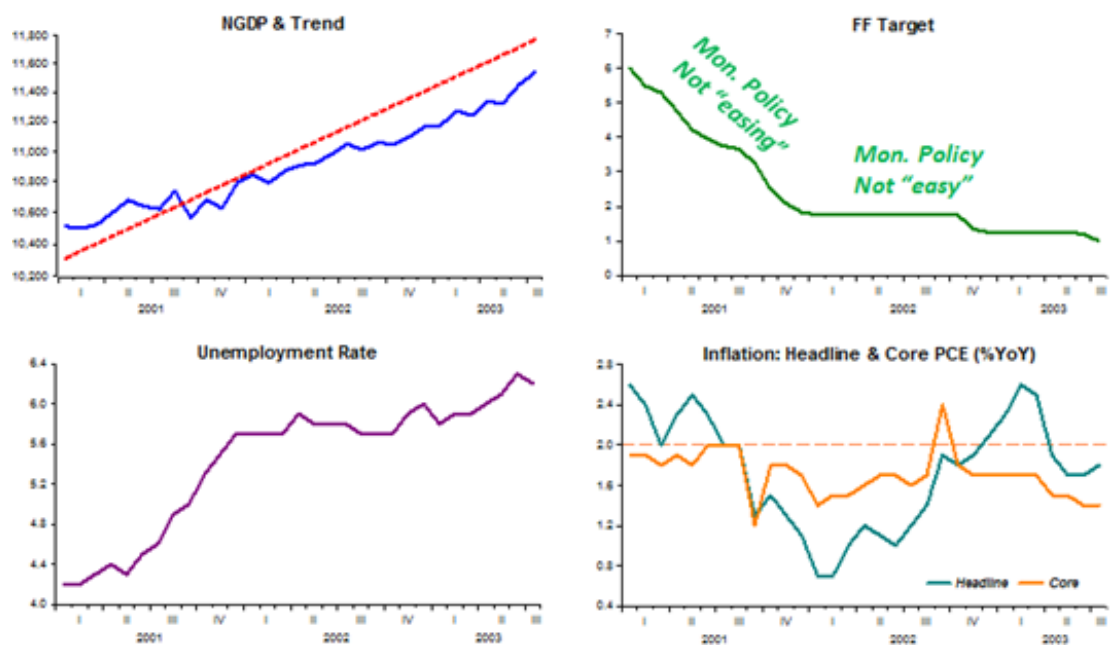 NGDP & Trend
11,800
11,600
11,400
11,200
11,000
10,800
10,600
10,400
10,200
I II III IV I II III IV I II III
2001 2002 2003
FF Target
7
6
5
4
3
2
1
0
Mon. Policy
Not “easing”
Mon. Policy
Not “easy”
I II III IV I II III IV I II III
2001 2002 2003
Unemployment Rate
6.4
6.0
5.6
5.2
4.8
4.4
4.0
I II III IV I II III IV I II III
2001 2002 2003
Inflation: Headline & Core PCE (%YoY)
2.8
2.4
2.0
1.6
1.2
0.8
0.4
Headline Core
I II III IV I II III IV I II III
2001 2002 2003